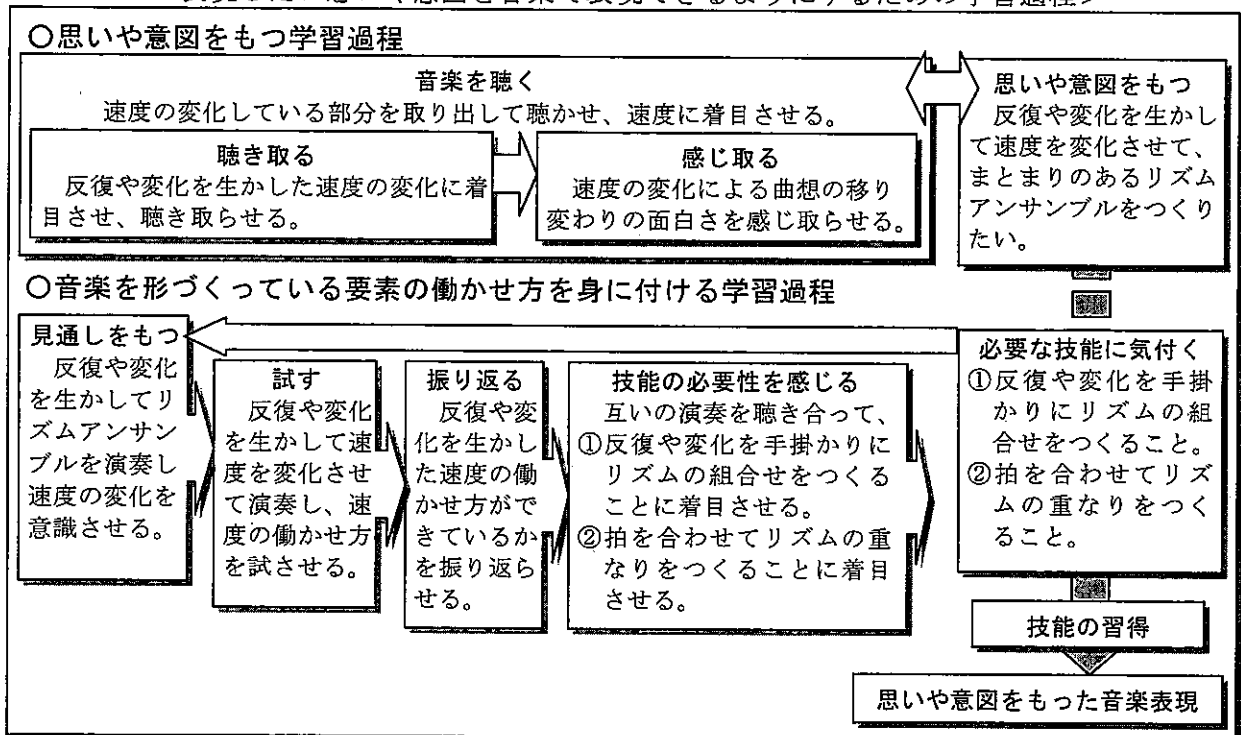 ○思いや意図をもつ学習過程
音楽を聴く
速度の変化している部分を取り出して聴かせ、速度に着目させる。
聴き取る
反復や変化を生かした速度の変化に着
目させ、聴き取らせる。
感じ取る
速度の変化による曲想の移り
変わりの面白さを感じ取らせる。
思いや意図をもつ
反復や変化を生かし
て速度を変化させて、
まとまりのあるリズム
アンサンブルをつくり
たい。
○音楽を形づくっている要素の働かせ方を身に付ける学習過程
見通しをもつ
反復や変化
を生かしてリ
ズムアンサン
ブルを演奏し
速度の変化を
意識させる。
試す
反復や変化
を生かして速
度を変化させ
て演奏し、速
度の働かせ方
を試させる。
振り返る
反復や変
化を生かし
た速度の働
かせ方がで
きているか
を振り返ら
せる。
技能の必要性を感じる
互いの演奏を聴き合って、
①反復や変化を手掛かりに
リズムの組合せをつくる
ことに着目させる。
②拍を合わせてリズムの重
なりをつくることに着目
させる。
必要な技能に気付く
①反復や変化を手掛
かりにリズムの組
合せをつくること。
②拍を合わせてリズ
ムの重なりをつく
ること。
技能の習得
思いや意図をもった音楽表現